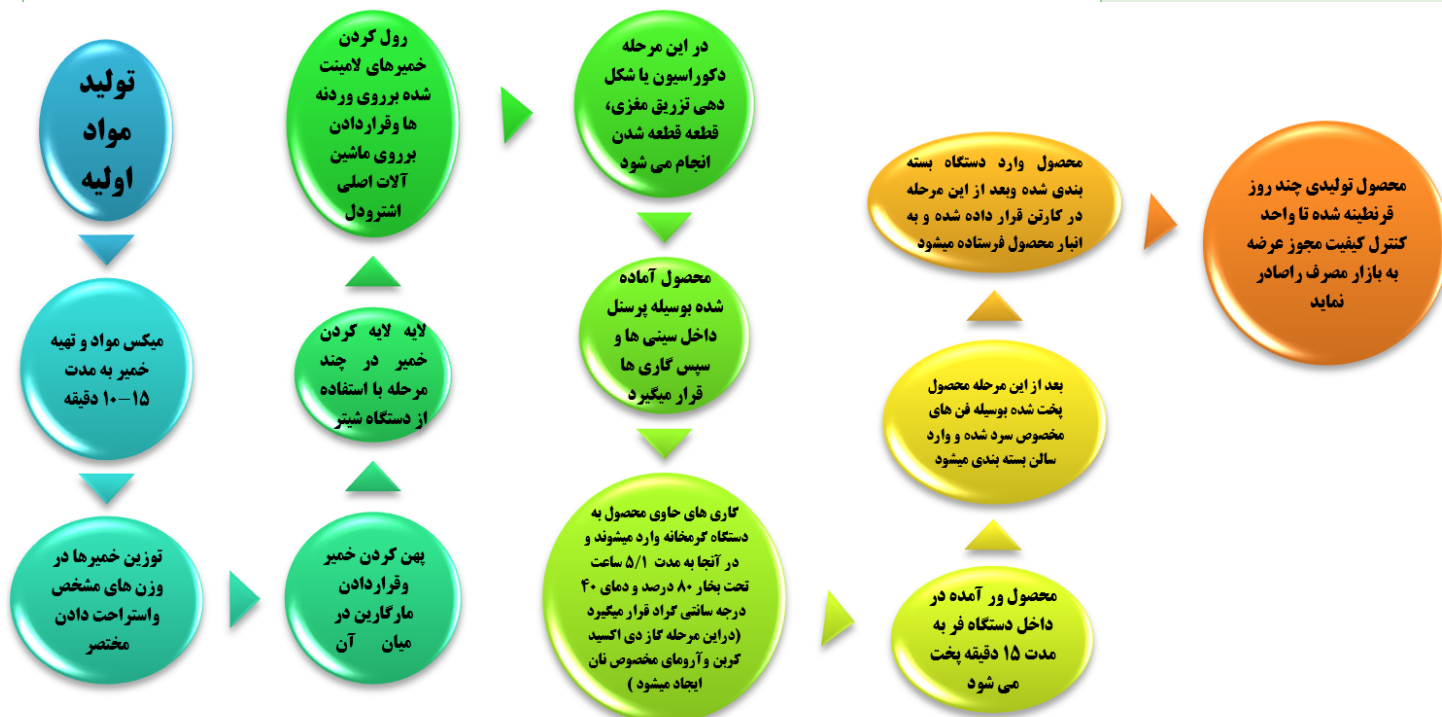 تولید
مواد
اولیه
میکس مواد و تهیه
خمیر به مدت
۱۵–۱۰ دقیقه
توزین خمیرها در
وزن های مشخص
واستراحت دادن
مختصر
پهن کردن خمیر
وقراردادن
مارگارین در
میان آن
لایه لایه کردن
خمیر در چند
مرحله با استفاده
از دستگاه شیتر
رول کردن
خمیرهای لامینت
شده برروی وردنه
ها وقراردادن
برروی ماشین
آلات اصلی
اشترودل
در این مرحله
دکوراسیون یا شکل
دهی تزریق مغزی،
قطعه قطعه شدن
انجام می شود
محصول آماده
شده بوسیله پرسنل
داخل سینی ها و
سپس گاری ها
قرار میگیرد
گاری های حاوی محصول به
دستگاه گرمخانه وارد میشوند و
در آنجا به مدت ۵/۱ ساعت
تحت بخار ۸۰ درصد و دمای ۴۰
درجه سانتی گراد قرار میگیرد
(دراین مرحله گاز دی اکسید
کربن وآرومای مخصوص نان
ایجاد میشود )
محصول ور آمده در
داخل دستگاه فر به
مدت ۱۵ دقیقه پخت
می شود
بعد از این مرحله محصول
پخت شده بوسیله فن های
مخصوص سرد شده و وارد
سالن بسته بندی میشود
محصول وارد دستگاه بسته
بندی شده وبعد از این مرحله
در کارتن قرار داده شده و به
انبار محصول فرستاده میشود
محصول تولیدی چند روز
قرنطینه شده تا واحد
کنترل کیفیت مجوز عرضه
به بازار مصرف راصادر
نماید